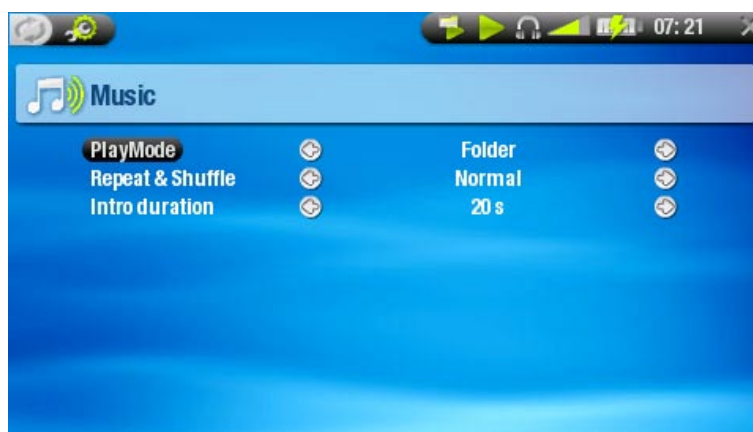 07:21
Music
PlayMode Folder
Repeat & Shuffle Normal
Intro duration 20 s